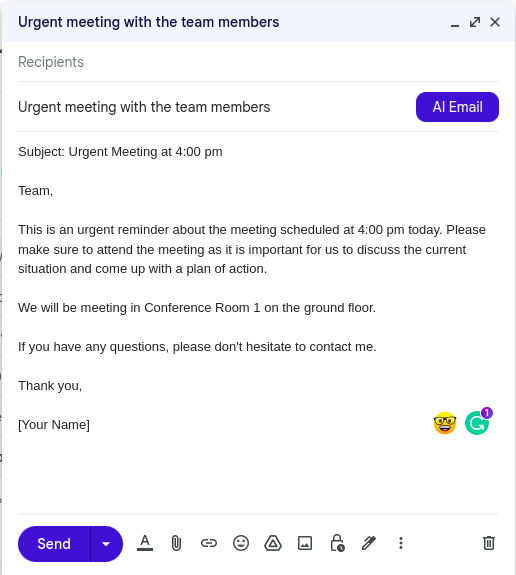 Urgent meeting with the team members
Recipients
Urgent meeting with the team members
AI Email
Subject: Urgent Meeting at 4:00 pm
Team,
This is an urgent reminder about the meeting scheduled at 4:00 pm today. Please
make sure to attend the meeting as it is important for us to discuss the current
situation and come up with a plan of action.
We will be meeting in Conference Room 1 on the ground floor.
If you have any questions, please don't hesitate to contact me.
Thank you,
[Your Name]
1
Send
A